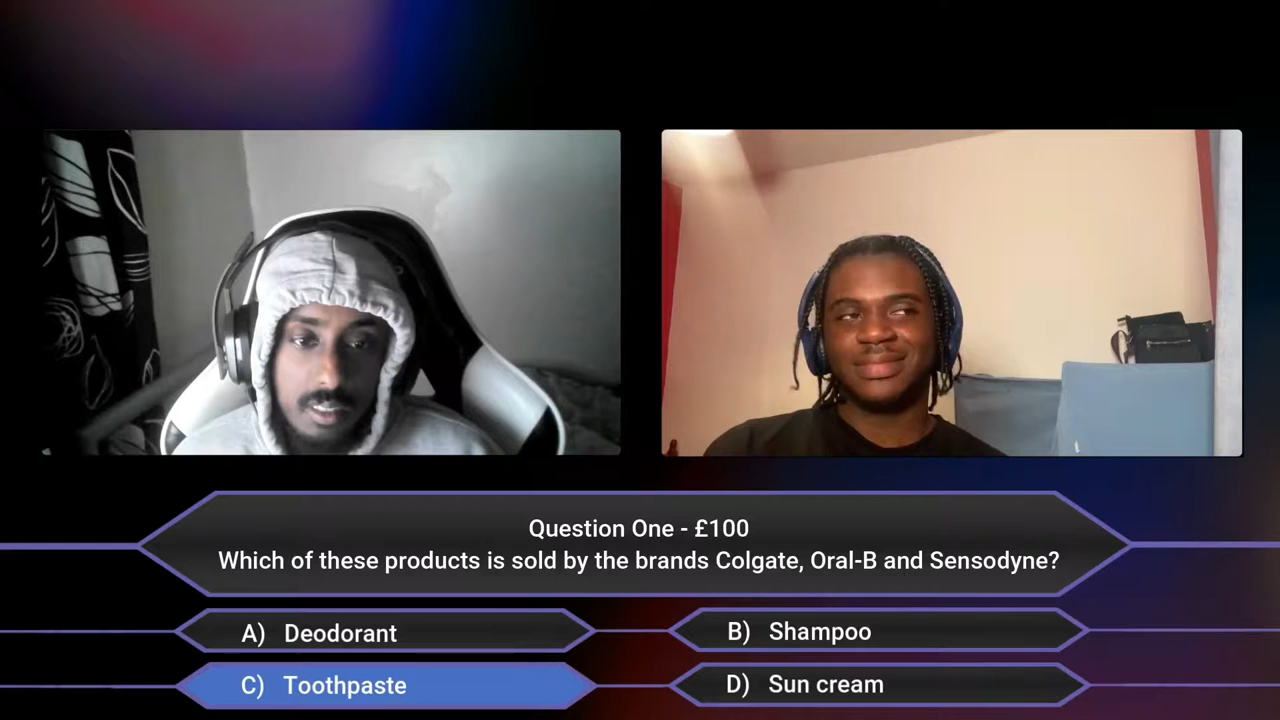 Question One - £100
Which of these products is sold by the brands Colgate, Oral-B and Sensodyne?
A) Deodorant
B) Shampoo
C) Toothpaste
D) Sun cream